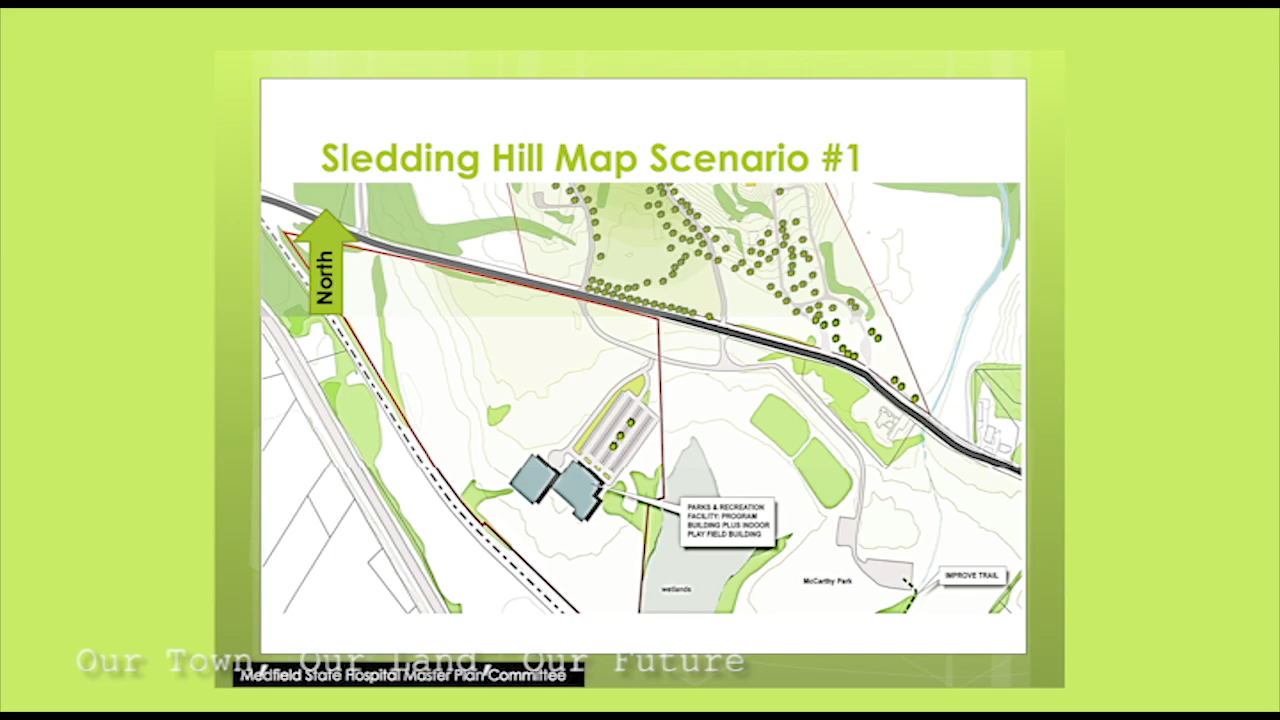 Sledding Hill Map Scenario #1
North
PARKS & RECREATION
FACILITY: PROGRAM
BUILDING PLUS INDOOR
PLAY FIELD BUILDING
wetlands
McCarthy Park
IMPROVE TRAIL
Our Town, Our Land, Our Future
Medfield State Hospital Master Plan Committee